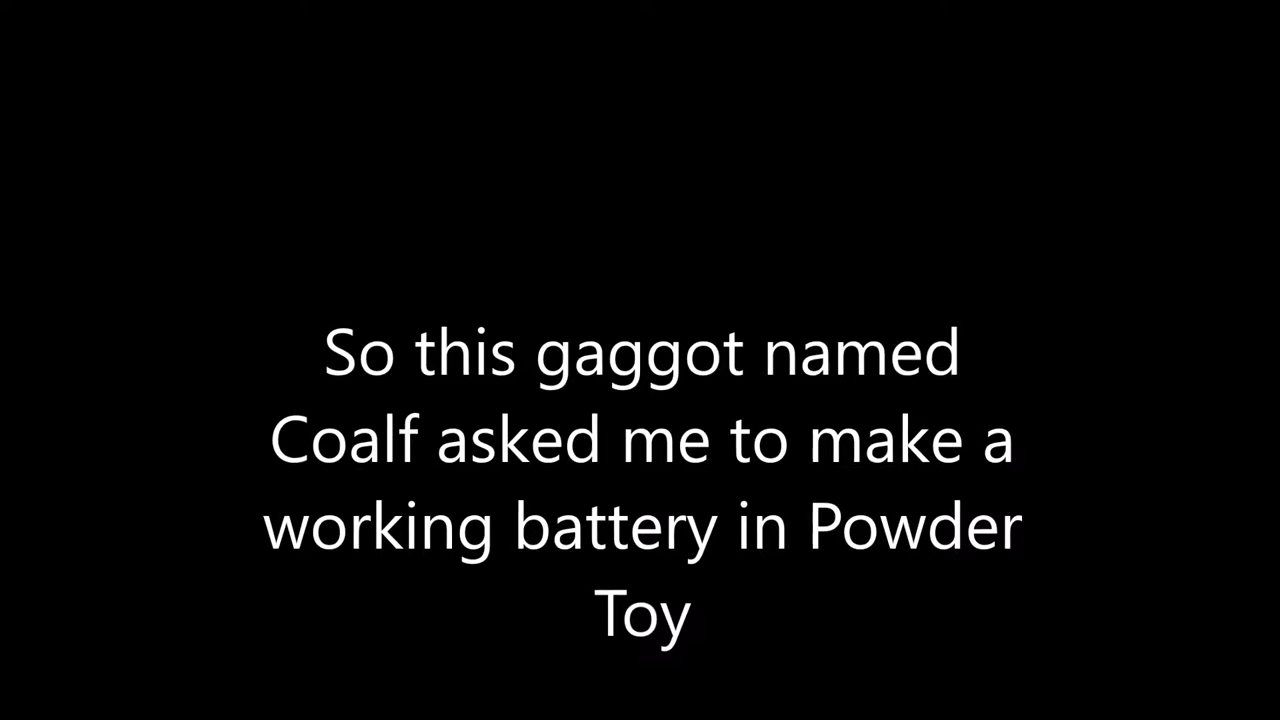 So this gaggot named
Coalf asked me to make a
working battery in Powder
Toy